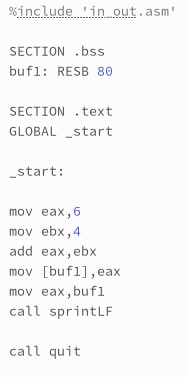 %include 'in_out.asm'
SECTION .bss
buf1: RESB 80
SECTION .text
GLOBAL _start
_start:
mov eax,6
mov ebx,4
add eax,ebx
mov [buf1],eax
mov eax,buf1
call sprintLF
call quit